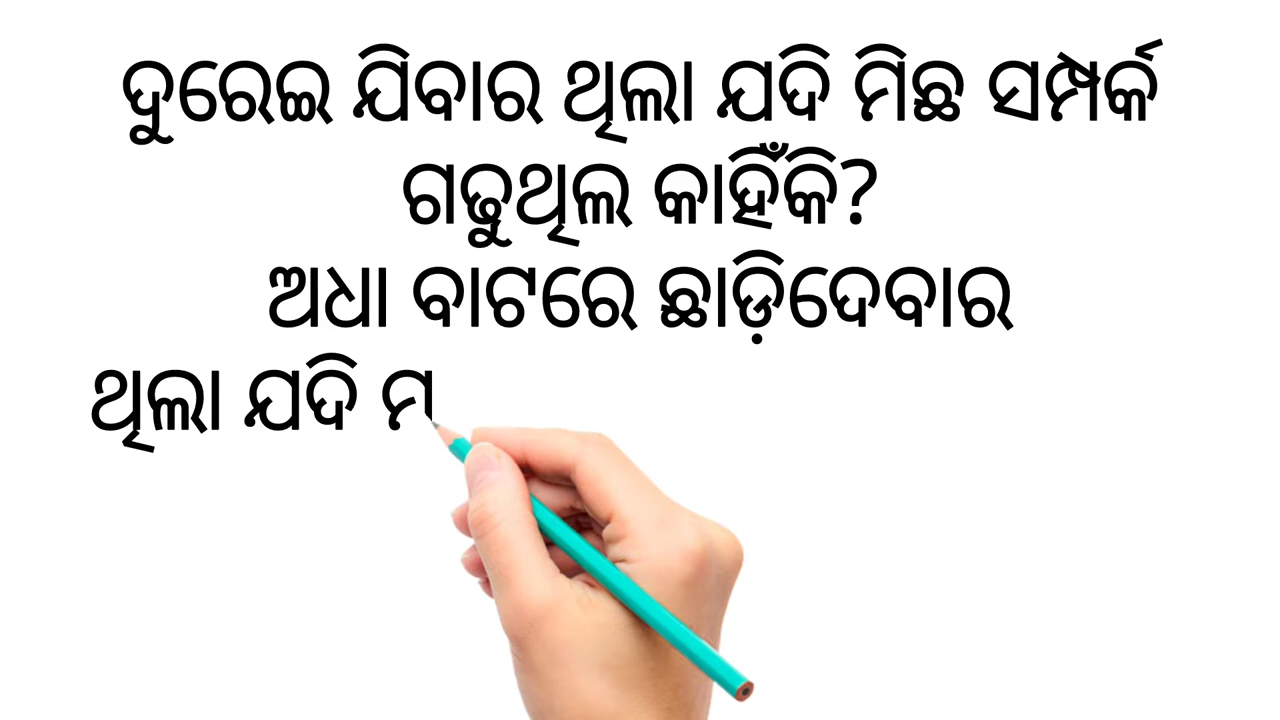 ଦୁରେଇ ଯିବାର ଥିଲା ଯଦି ମିଛ ସମ୍ପର୍କ
ଗଢୁଥିଲ କାହିଁକି?
ଅଧା ବାଟରେ ଛାଡ଼ିଦେବାର
ଥିଲା ଯଦି ମ